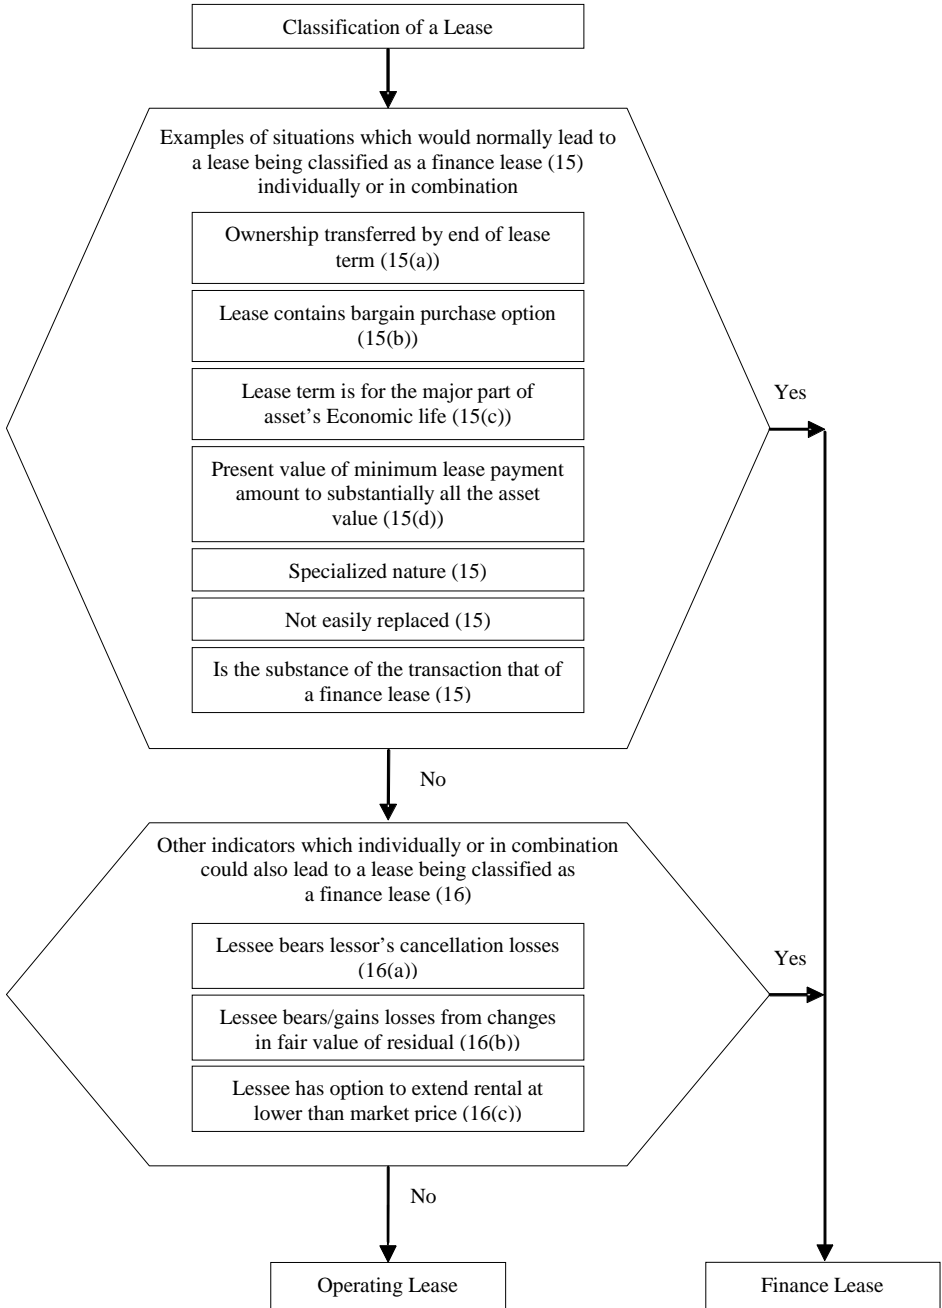 Classification of a Lease
Examples of situations which would normally lead to
a lease being classified as a finance lease (15)
individually or in combination
Ownership transferred by end of lease
term (15(a))
Lease contains bargain purchase option
(15(b))
Lease term is for the major part of
asset's Economic life (15(c))
Yes
Present value of minimum lease payment
amount to substantially all the asset
value (15(d))
Specialized nature (15)
Not easily replaced (15)
Is the substance of the transaction that of
a finance lease (15)
No
Other indicators which individually or in combination
could also lead to a lease being classified as
a finance lease (16)
Lessee bears lessor's cancellation losses
(16(a))
Yes
Lessee bears/gains losses from changes
in fair value of residual (16(b))
Lessee has option to extend rental at
lower than market price (16(c))
No
Operating Lease
Finance Lease